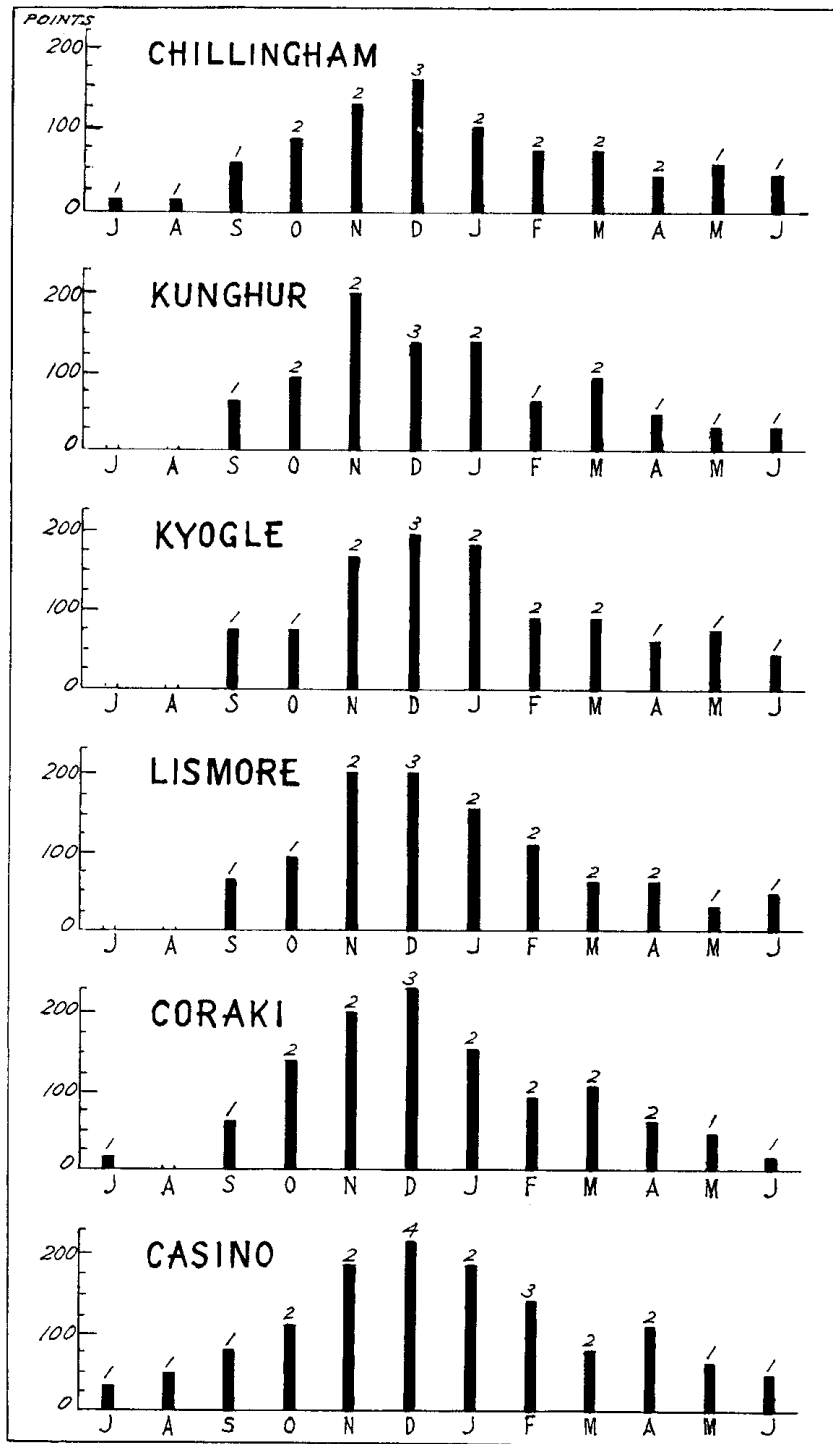 POINTS
200 CHILLINGHAM
1 1 1 2 2 3 2 2 2 2 1 1
100
0
J A S O N D J F M A M J
200 KUNGHUR
1 2 2 3 2 1 2 1 1 1
100
0
J A S O N D J F M A M J
200 KYOGLE
1 1 2 3 2 2 2 1 1 1
100
0
J A S O N D J F M A M J
200 LISMORE
1 1 2 3 2 2 2 2 1 1
100
0
J A S O N D J F M A M J
200 CORAKI
1 1 2 2 3 2 2 2 2 1 1
100
0
J A S O N D J F M A M J
200 CASINO
1 1 1 2 2 4 2 3 2 2 1 1
100
0
J A S O N D J F M A M J